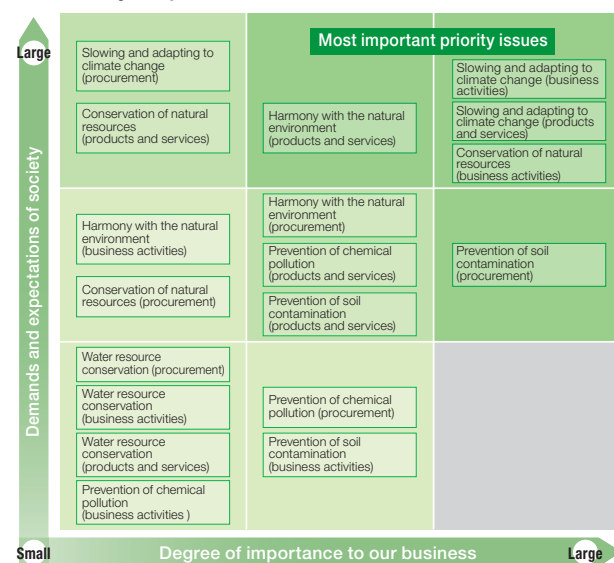 Large
Demands and expectations of society
Most important priority issues
Slowing and adapting to
climate change
(procurement)
Conservation of natural
resources
(products and services)
Harmony with the natural
environment
(products and services)
Slowing and adapting to
climate change (business
activities)
Slowing and adapting to
climate change (products
and services)
Conservation of natural
resources
(business activities)
Harmony with the natural
environment
(business activities)
Conservation of natural
resources (procurement)
Harmony with the natural
environment
(procurement)
Prevention of chemical
pollution
(products and services)
Prevention of soil
contamination
(products and services)
Prevention of soil
contamination
(procurement)
Water resource
conservation (procurement)
Water resource
conservation
(business activities)
Water resource
conservation
(products and services)
Prevention of chemical
pollution
(business activities )
Prevention of chemical
pollution (procurement)
Prevention of soil
contamination
(business activities)
Small
Degree of importance to our business
Large